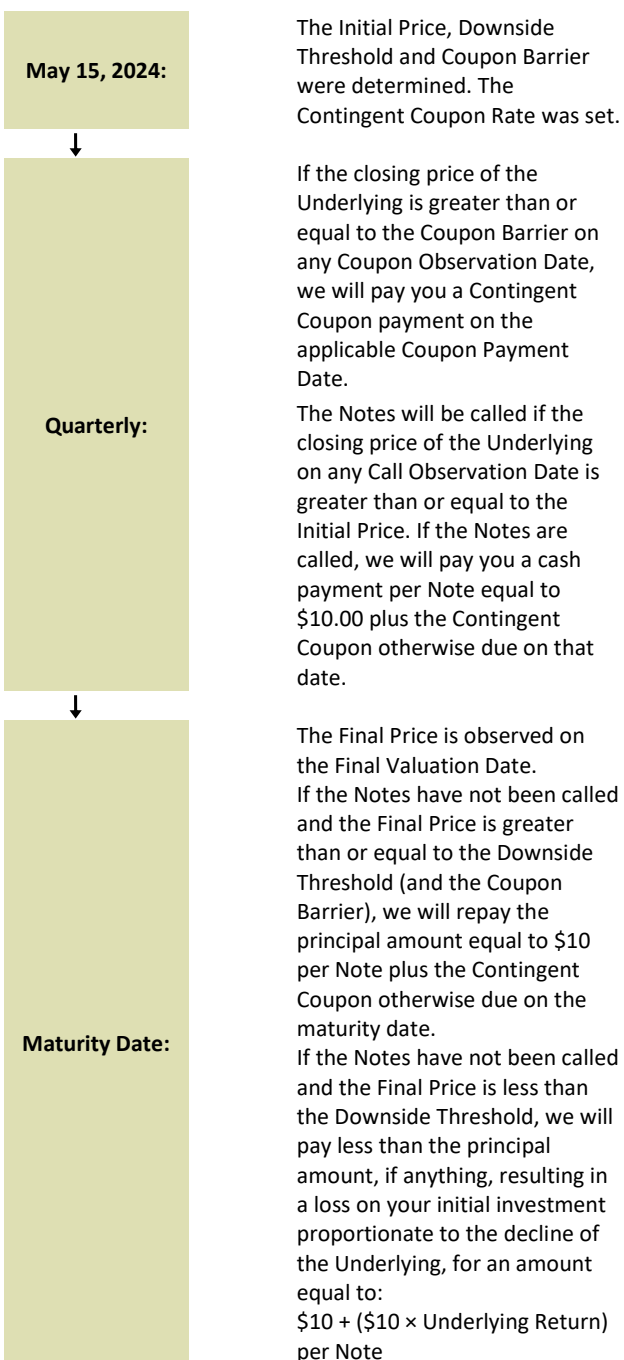 May 15, 2024:
The Initial Price, Downside
Threshold and Coupon Barrier
were determined. The
Contingent Coupon Rate was set.
Quarterly:
If the closing price of the
Underlying is greater than or
equal to the Coupon Barrier on
any Coupon Observation Date,
we will pay you a Contingent
Coupon payment on the
applicable Coupon Payment
Date.
The Notes will be called if the
closing price of the Underlying
on any Call Observation Date is
greater than or equal to the
Initial Price. If the Notes are
called, we will pay you a cash
payment per Note equal to
$10.00 plus the Contingent
Coupon otherwise due on that
date.
Maturity Date:
The Final Price is observed on
the Final Valuation Date.
If the Notes have not been called
and the Final Price is greater
than or equal to the Downside
Threshold (and the Coupon
Barrier), we will repay the
principal amount equal to $10
per Note plus the Contingent
Coupon otherwise due on the
maturity date.
If the Notes have not been called
and the Final Price is less than
the Downside Threshold, we will
pay less than the principal
amount, if anything, resulting in
a loss on your initial investment
proportionate to the decline of
the Underlying, for an amount
equal to:
$10 + ($10 × Underlying Return)
per Note